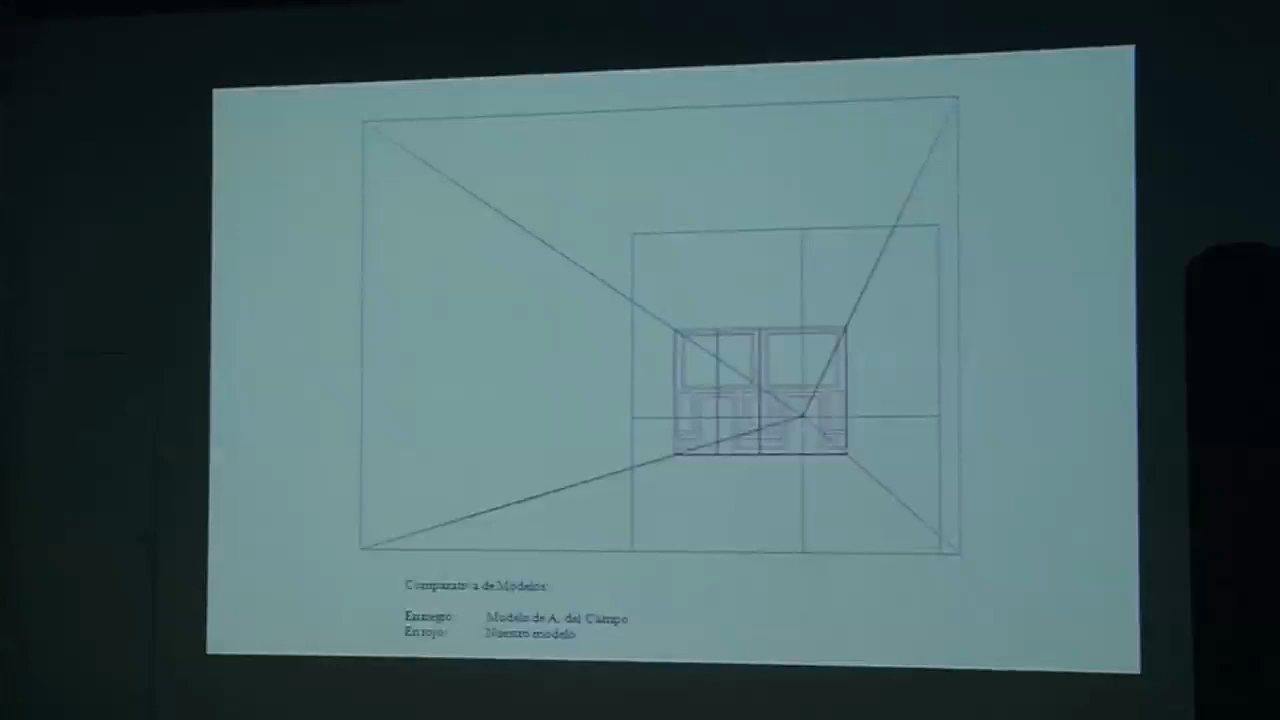 Comparativa de Modelos
En negro: Modelo de A. del Campo
En rojo: Nuestro modelo